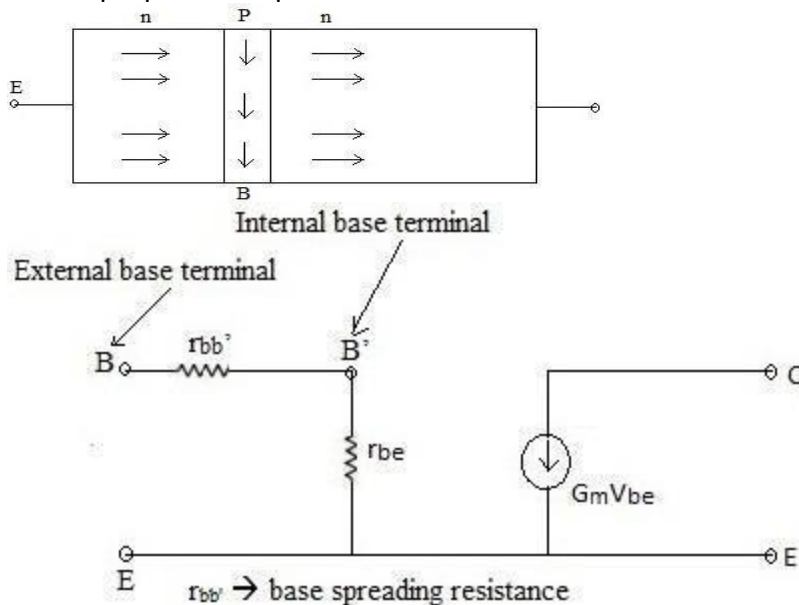 n P n
E
B
Internal base terminal
External base terminal
B rbb' B' C
rbe
GmVbe
E E
rbb' → base spreading resistance